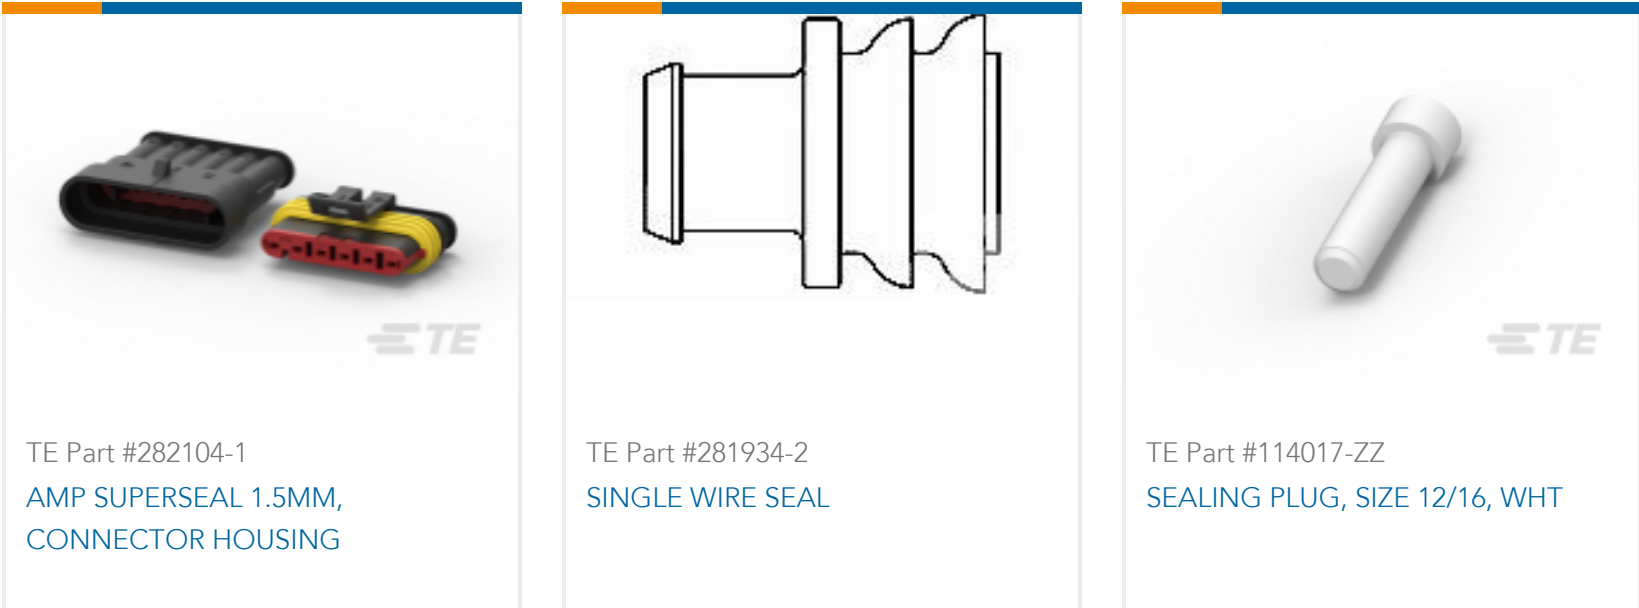 TE
TE
TE Part #282104-1
AMP SUPERSEAL 1.5MM,
CONNECTOR HOUSING
TE Part #281934-2
SINGLE WIRE SEAL
TE Part #114017-ZZ
SEALING PLUG, SIZE 12/16, WHT